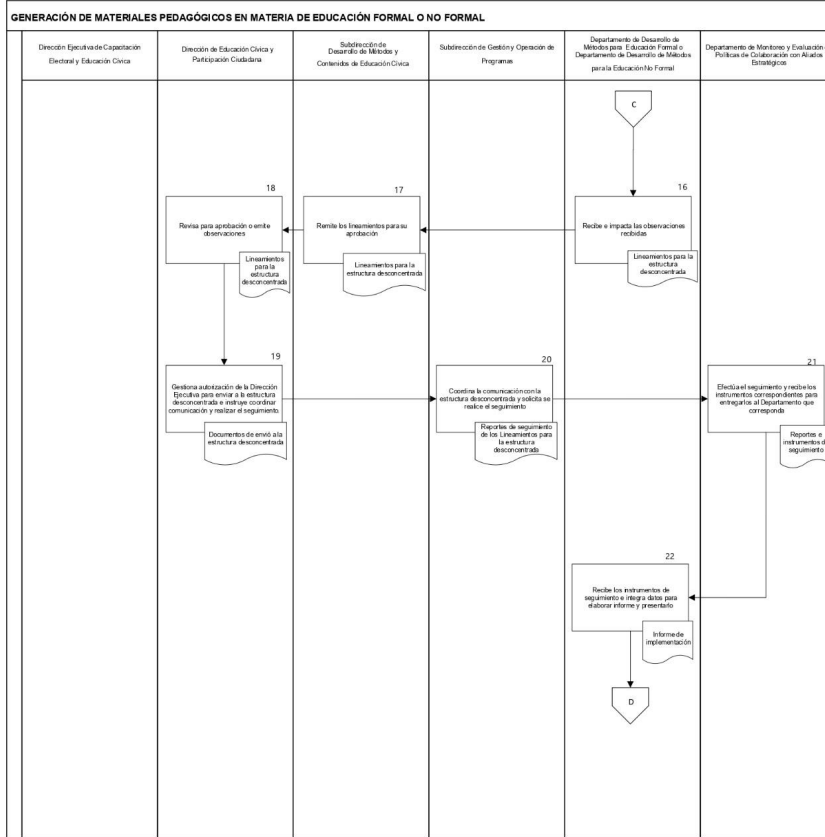 GENERACIÓN DE MATERIALES PEDAGÓGICOS EN MATERIA DE EDUCACIÓN FORMAL O NO FORMAL
Dirección Ejecutiva de Capacitación
Electoral y Educación Cívica
Dirección de Educación Cívica y
Participación Ciudadana
Subdirección de
Desarrollo de Métodos y
Contenidos de Educación Cívica
Subdirección de Gestión y Operación de
Programas
Departamento de Desarrollo de
Métodos para Educación Formal o
Departamento de Desarrollo de Métodos
para la Educación No Formal
Departamento de Monitoreo y Evaluación
Políticas de Colaboración con Aliados
Estratégicos
C
16
Recibe e impacta las observaciones
recibidas
Lineamientos para la
estructura
desconcentrada
17
Remite los lineamientos para su
aprobación
Lineamientos para la
estructura desconcentrada
18
Revisa para aprobación o emite
observaciones
Lineamientos
para la
estructura
desconcentrada
19
Gestiona autorización de la Dirección
Ejecutiva para enviar a la estructura
desconcentrada e instruye coordinar
comunicación y realizar el seguimiento.
Documentos de envió a la
estructura desconcentrada
20
Coordina la comunicación con la
estructura desconcentrada y solicita se
realice el seguimiento
Reportes de seguimiento
de los Lineamientos para
la estructura
desconcentrada
21
Efectúa el seguimiento y recibe los
instrumentos correspondientes para
entregarlos al Departamento que
corresponda
Reportes e
instrumentos d
seguimiento
22
Recibe los instrumentos de
seguimiento e integra datos para
elaborar informe y presentarlo
Informe de
implementación
D